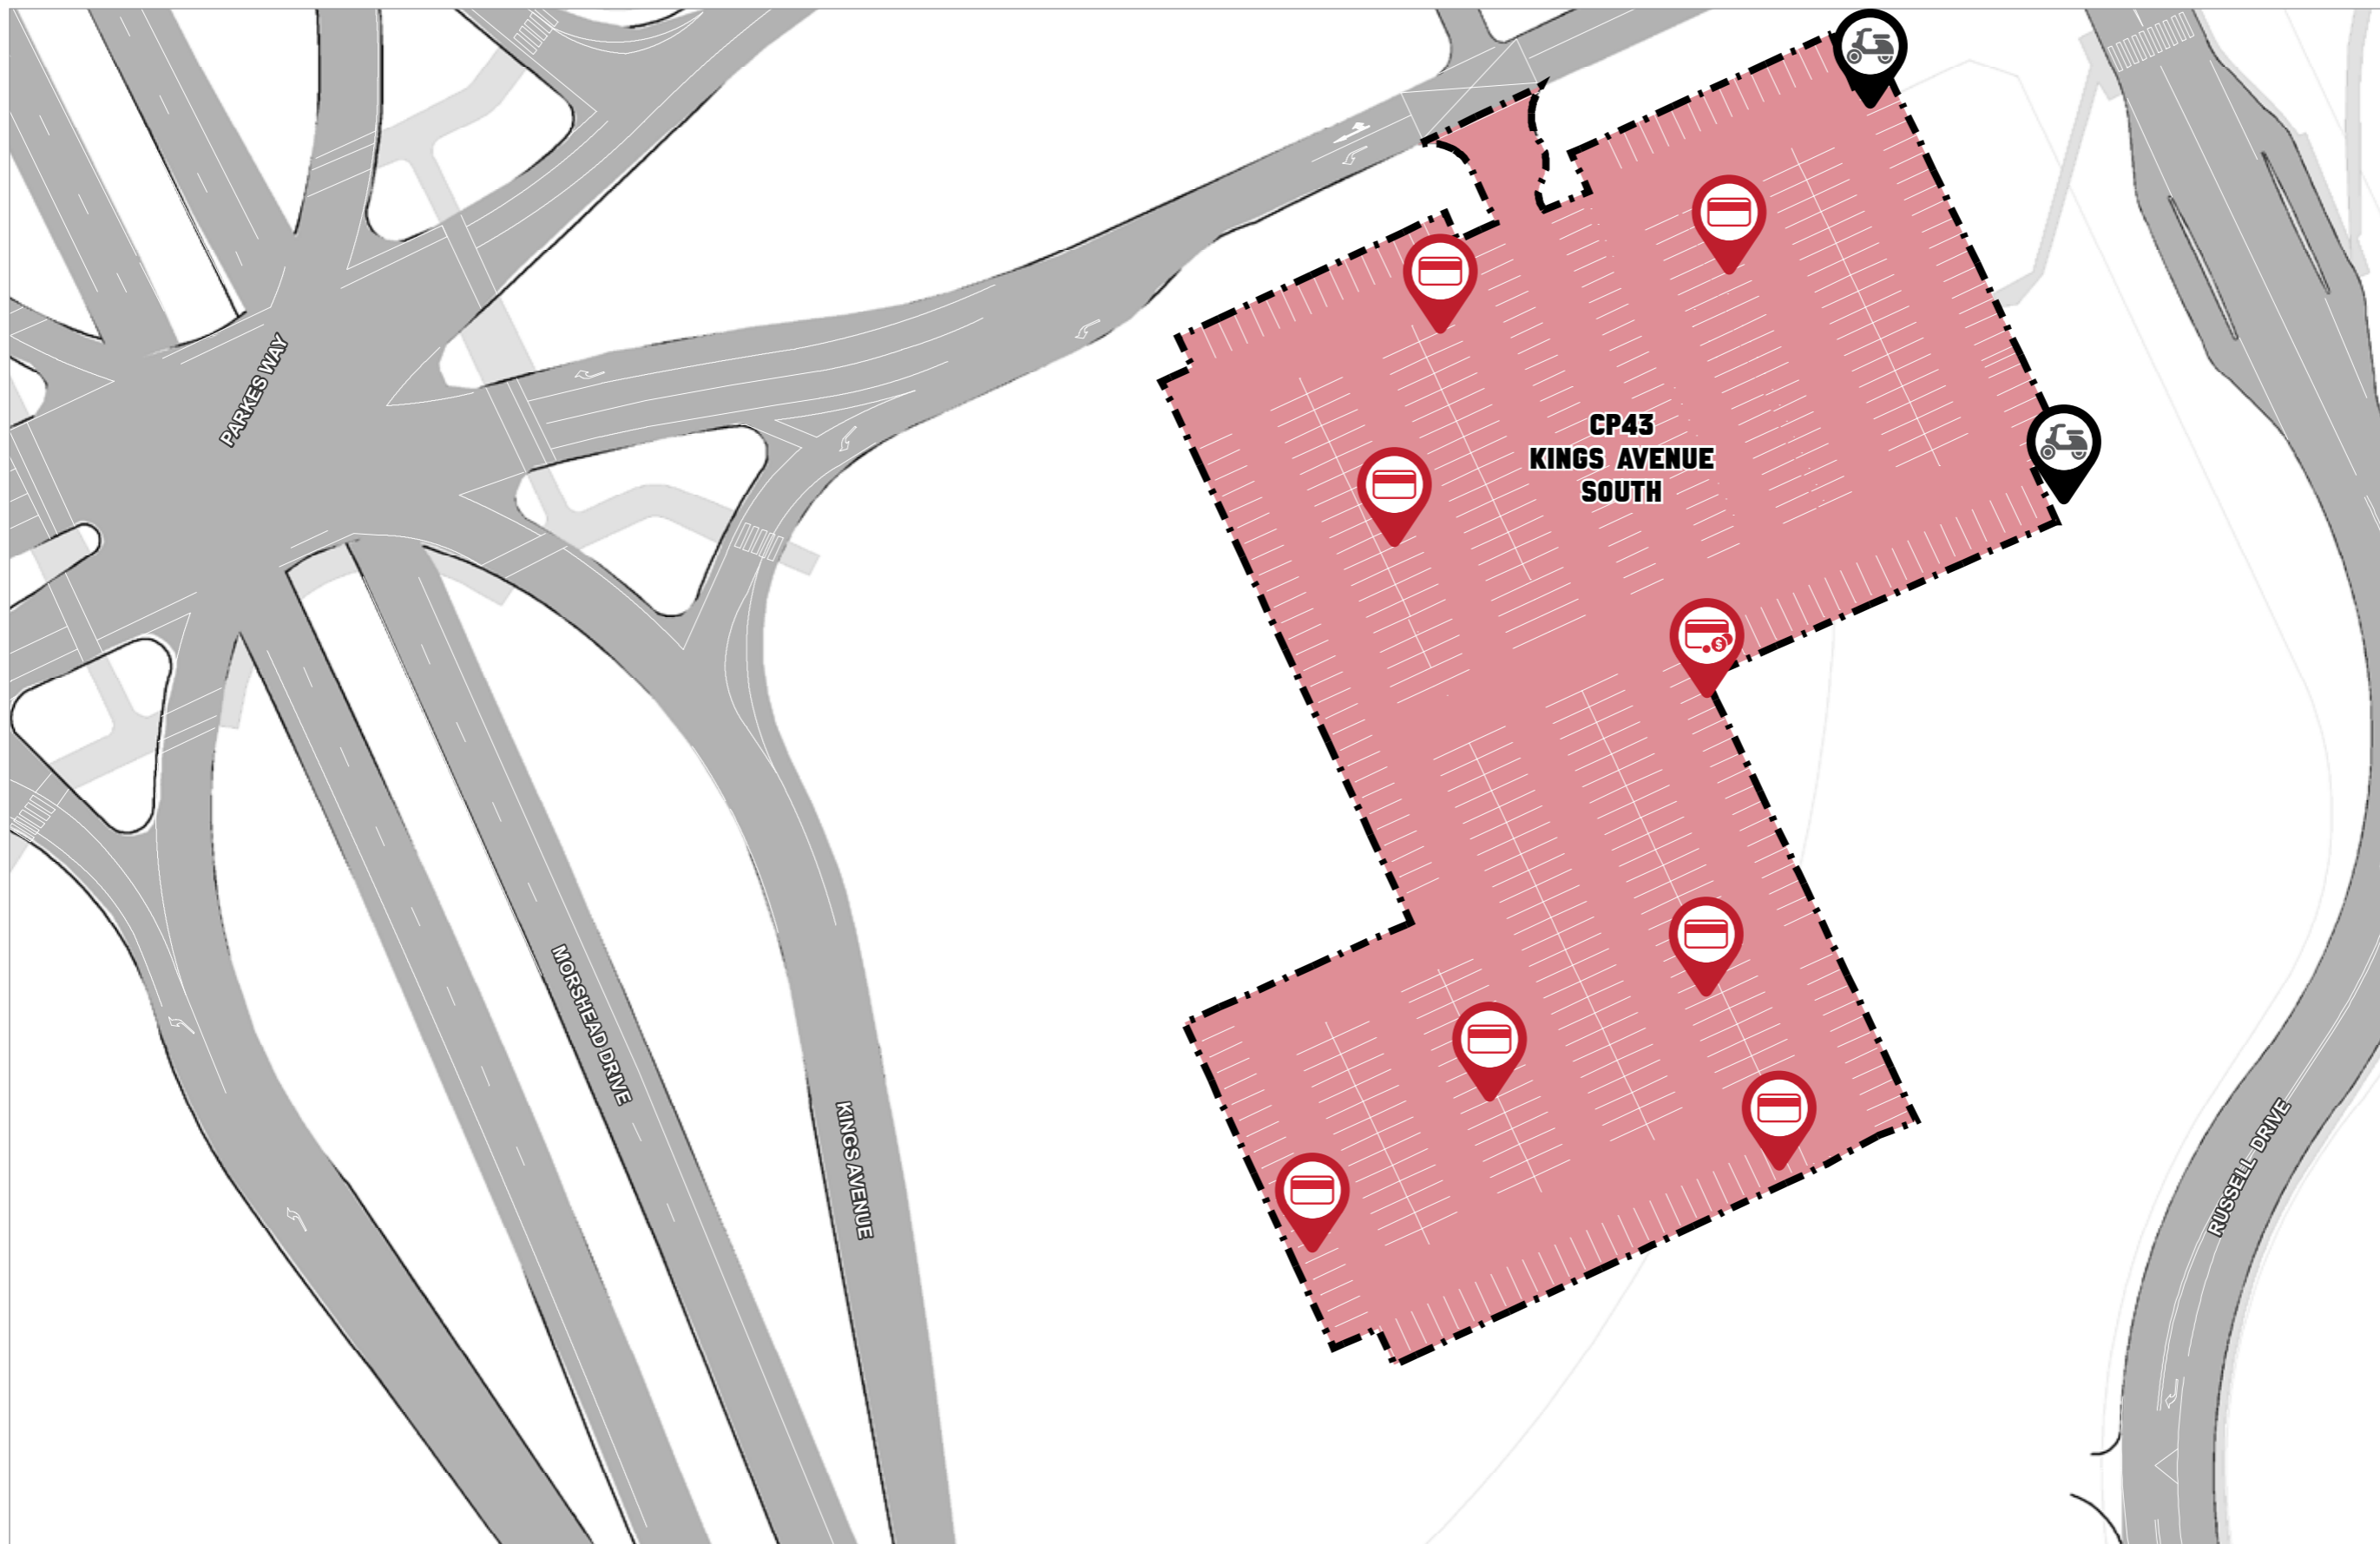 PARKES WAY
CP43
KINGS AVENUE
SOUTH
$
MORSHEAD DRIVE
KINGS AVENUE
RUSSELL DRIVE